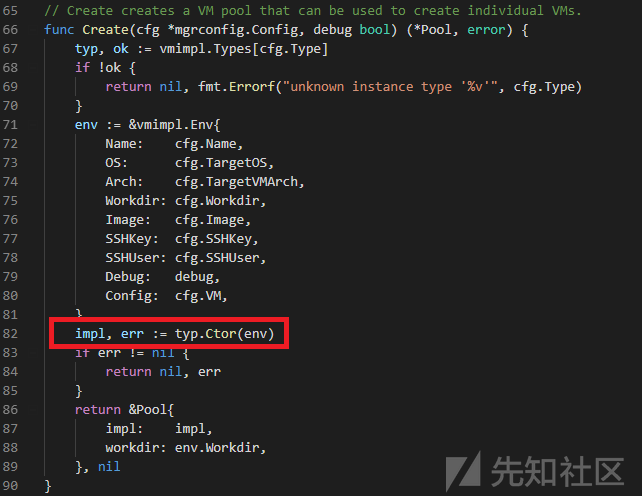 65 // Create creates a VM pool that can be used to create individual VMs.
66 func Create(cfg *mgrconfig.Config, debug bool) (*Pool, error) {
67     typ, ok := vmimpl.Types[cfg.Type]
68     if !ok {
69         return nil, fmt.Errorf("unknown instance type '%v'", cfg.Type)
70     }
71     env := &vmimpl.Env{
72         Name:    cfg.Name,
73         OS:      cfg.TargetOS,
74         Arch:    cfg.TargetVMArch,
75         Workdir: cfg.Workdir,
76         Image:   cfg.Image,
77         SSHKey:  cfg.SSHKey,
78         SSHUser: cfg.SSHUser,
79         Debug:   debug,
80         Config:  cfg.VM,
81     }
82     impl, err := typ.Ctor(env)
83     if err != nil {
84         return nil, err
85     }
86     return &Pool{
87         impl:    impl,
88         workdir: env.Workdir,
89     }, nil
90 }
先知社区